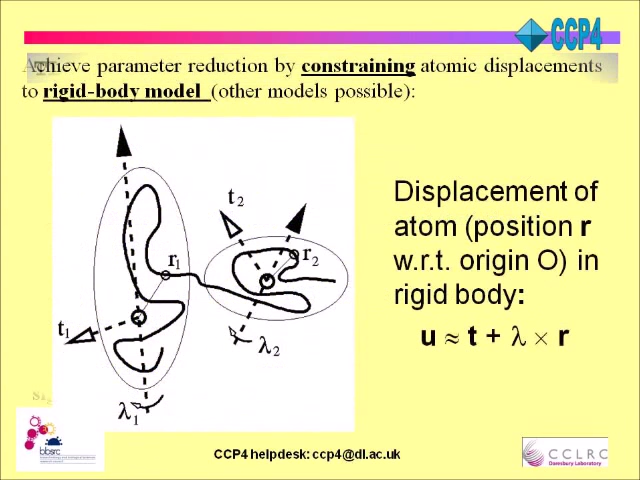 CCP4
Achieve parameter reduction by constraining atomic displacements
to rigid-body model (other models possible):
t2
r1
r2
t1
λ2
λ1
Displacement of
atom (position r
w.r.t. origin O) in
rigid body:
u ≈ t + λ × r
bbsrc
CCP4 helpdesk: ccp4@dl.ac.uk
CCLRC
Daresbury Laboratory